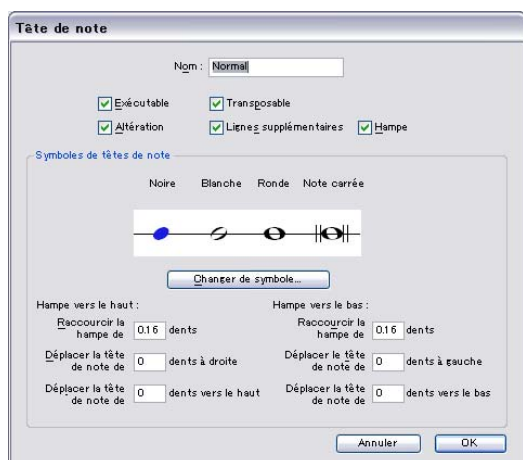 Tête de note
Nom : Normal
Exécutable Transposable
Altération Lignes supplémentaires Hampe
Symboles de têtes de note
Noire Blanche Ronde Note carrée
Changer de symbole...
Hampe vers le haut : Hampe vers le bas :
Raccourcir la hampe de 0.16 dents Raccourcir la hampe de 0.16 dents
Déplacer la tête de note de 0 dents à droite Déplacer la tête de note de 0 dents à gauche
Déplacer la tête de note de 0 dents vers le haut Déplacer la tête de note de 0 dents vers le bas
Annuler OK